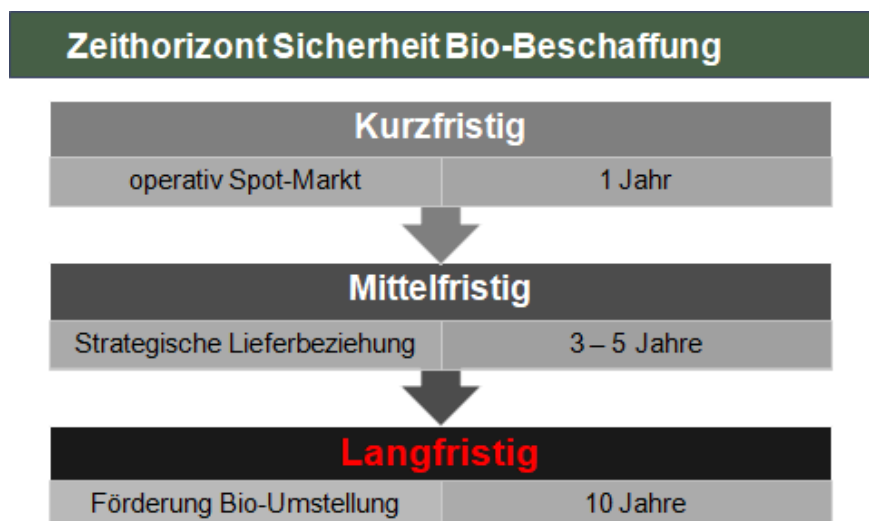 Zeithorizont Sicherheit Bio-Beschaffung
Kurzfristig
operativ Spot-Markt 1 Jahr
Mittelfristig
Strategische Lieferbeziehung 3 – 5 Jahre
Langfristig
Förderung Bio-Umstellung 10 Jahre